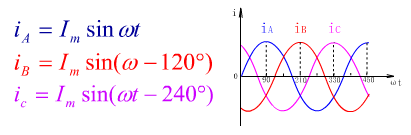 i_A = I_m sin ωt
i_B = I_m sin(ω − 120°)
i_c = I_m sin(ωt − 240°)
i
iA iB iC
0
90 210 330 450
ωt